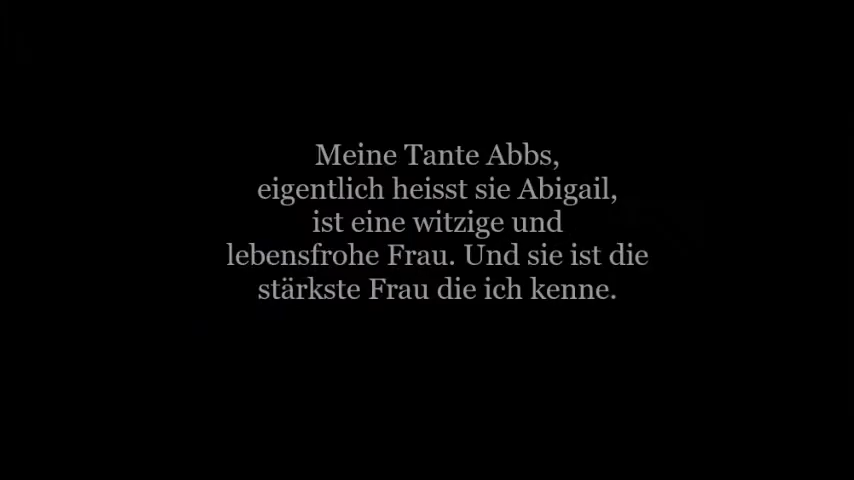 Meine Tante Abbs,
eigentlich heisst sie Abigail,
ist eine witzige und
lebensfrohe Frau. Und sie ist die
stärkste Frau die ich kenne.